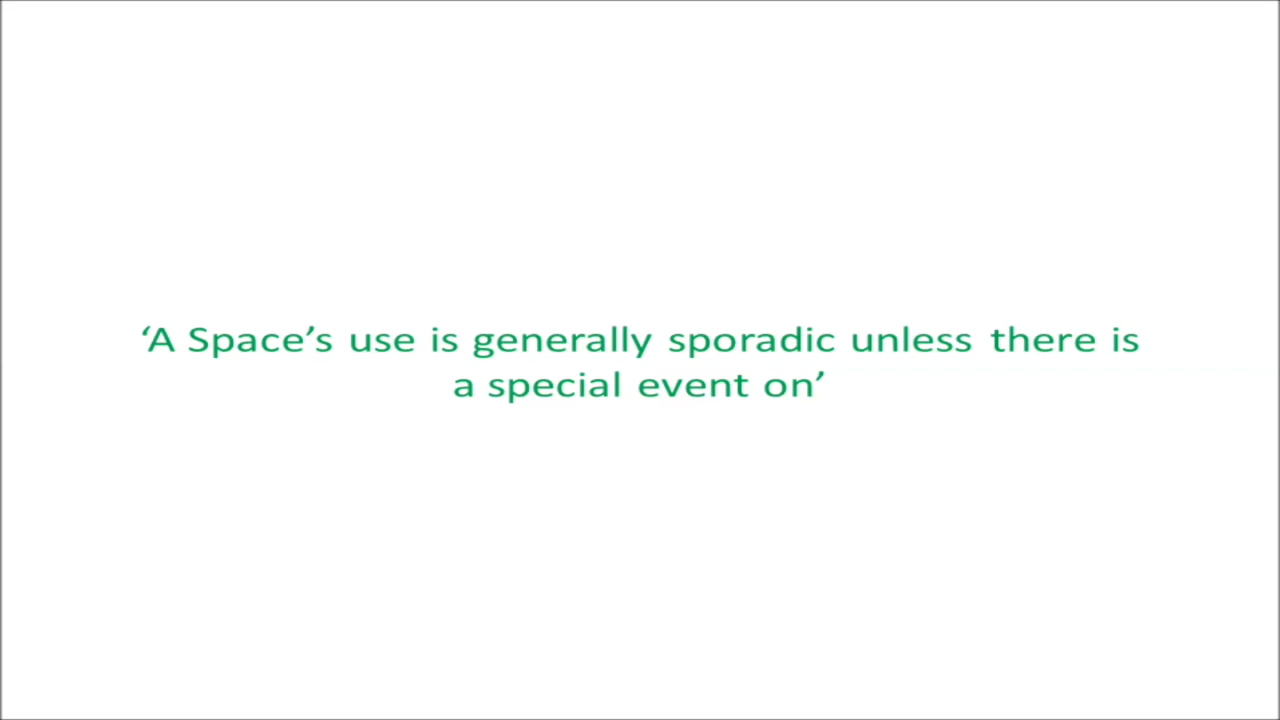 ‘A Space’s use is generally sporadic unless there is
a special event on’